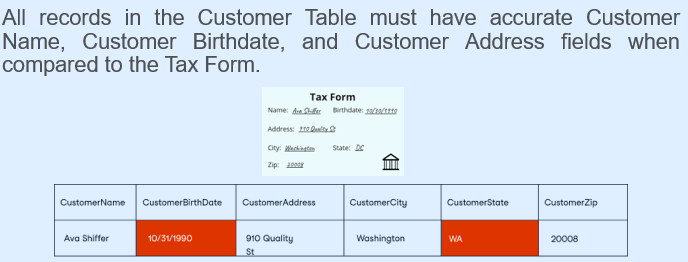 All records in the Customer Table must have accurate Customer
Name, Customer Birthdate, and Customer Address fields when
compared to the Tax Form.
Tax Form
Name: Ava Shiffer Birthdate: 10/30/1990
Address: 910 Quality St
City: Washington State: DC
Zip: 20008
CustomerName CustomerBirthDate CustomerAddress CustomerCity CustomerState CustomerZip
Ava Shiffer 10/31/1990 910 Quality Washington WA 20008
St